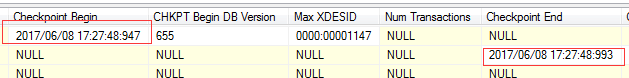 Checkpoint Begin CHKPT Begin DB Version Max XDESID Num Transactions Checkpoint End
2017/06/08 17:27:48:947 655 0000:00001147 NULL NULL
NULL NULL NULL NULL 2017/06/08 17:27:48:993
NULL NULL NULL NULL NULL